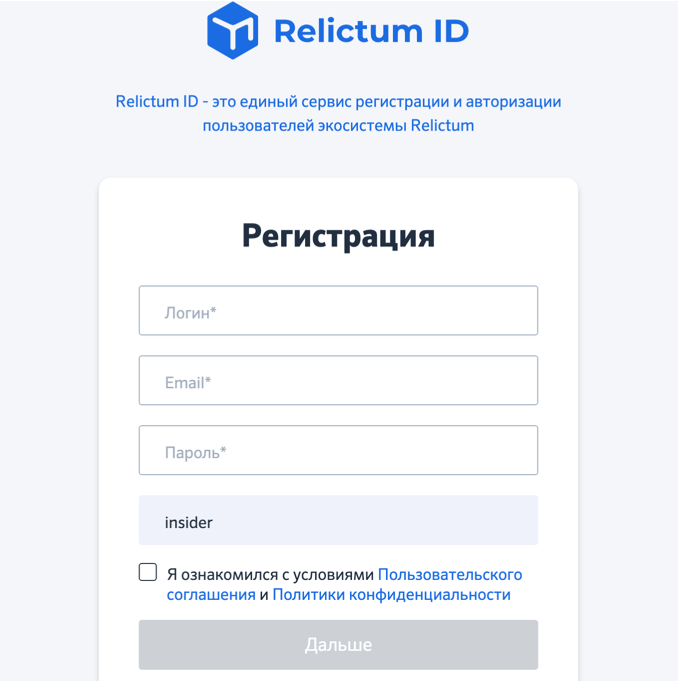 Relictum ID
Relictum ID - это единый сервис регистрации и авторизации
пользователей экосистемы Relictum
Регистрация
Логин*
Email*
Пароль*
insider
Я ознакомился с условиями Пользовательского
соглашения и Политики конфиденциальности
Дальше